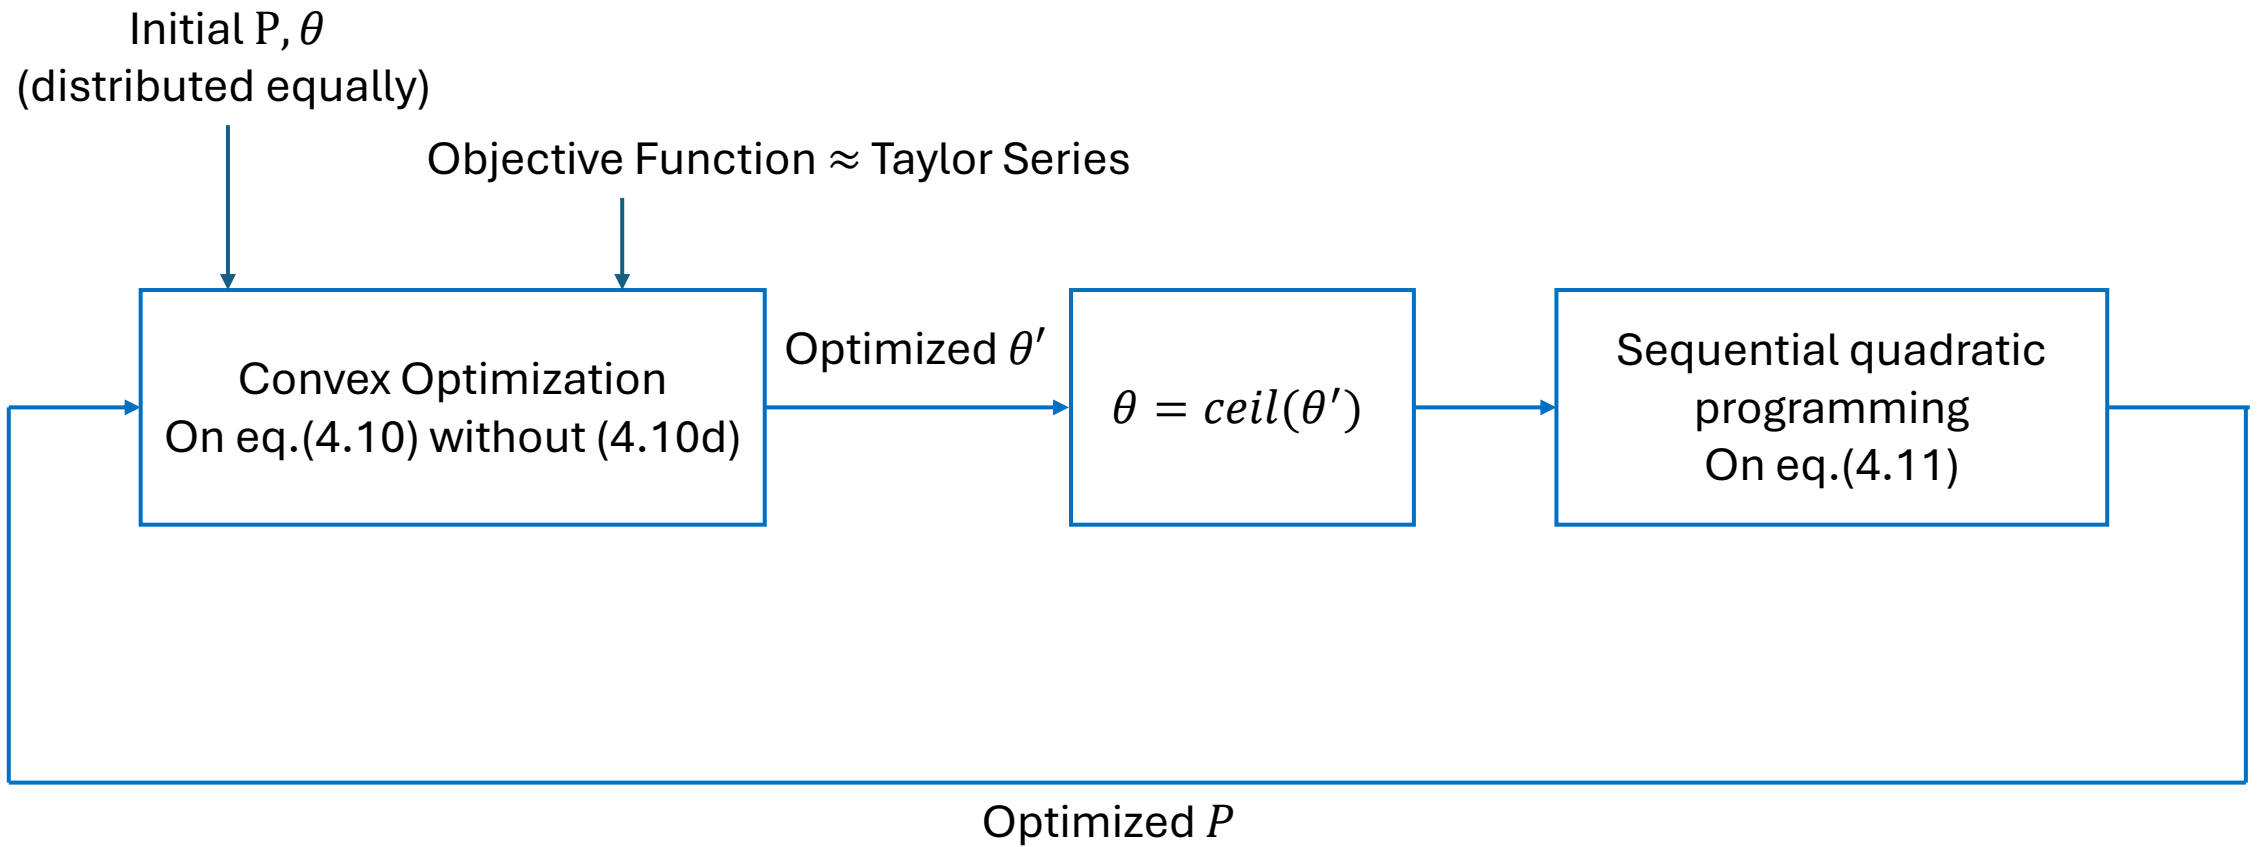 Initial P, θ
(distributed equally)
Objective Function ≈ Taylor Series
Convex Optimization
On eq.(4.10) without (4.10d)
Optimized θ′
θ = ceil(θ′)
Sequential quadratic
programming
On eq.(4.11)
Optimized P